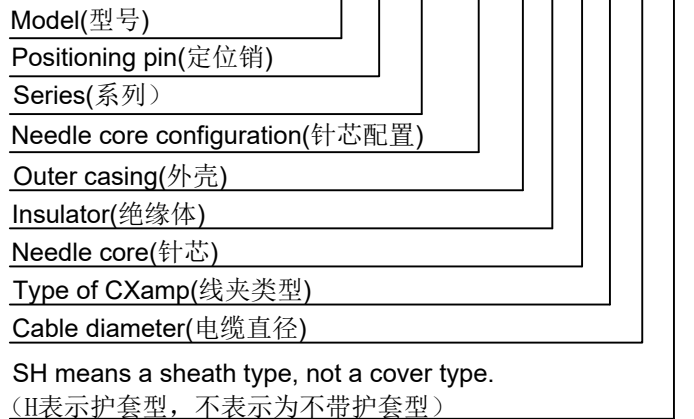 Model(型号)
Positioning pin(定位销)
Series(系列）
Needle core configuration(针芯配置)
Outer casing(外壳)
Insulator(绝缘体)
Needle core(针芯)
Type of CXamp(线夹类型)
Cable diameter(电缆直径)
SH means a sheath type, not a cover type.
（H表示护套型，不表示为不带护套型）